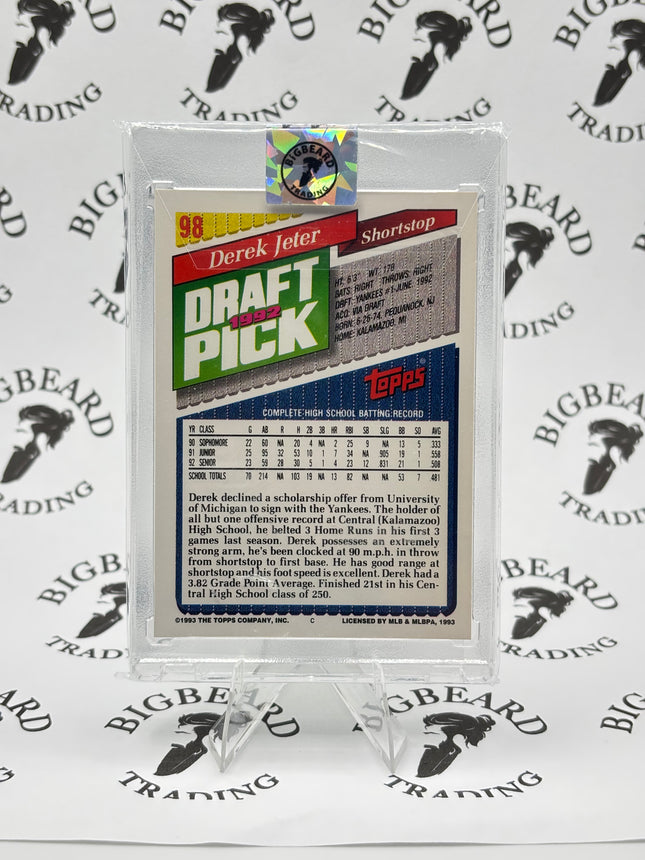 BIGBEARD
TRADING
98
Derek Jeter
Shortstop
DRAFT
1992
PICK
HT: 6'3" WT: 178
BATS: RIGHT THROWS: RIGHT
DRFT: YANKEES #1-JUNE, 1992
ACQ: VIA DRAFT
BORN: 6-26-74, PEQUANOCK, NJ
HOME: KALAMAZOO, MI
TOPPS®
COMPLETE HIGH SCHOOL BATTING RECORD
YR CLASS G AB R H 2B 3B HR RBI SB SLG BB SO AVG
90 SOPHOMORE 22 60 NA 20 4 NA 2 25 9 NA 13 5 .333
91 JUNIOR 25 95 32 53 10 1 7 34 NA .905 19 1 .558
92 SENIOR 23 59 28 30 5 1 4 23 12 .831 21 1 .508
SCHOOL TOTALS 70 214 NA 103 19 NA 13 82 NA NA 53 7 .481
Derek declined a scholarship offer from University
of Michigan to sign with the Yankees. The holder of
all but one offensive record at Central (Kalamazoo)
High School, he belted 3 Home Runs in his first 3
games last season. Derek possesses an extremely
strong arm, he's been clocked at 90 m.p.h. in throw
from shortstop to first base. He has good range at
shortstop and his foot speed is excellent. Derek had a
3.82 Grade Point Average. Finished 21st in his Cen-
tral High School class of 250.
©1993 THE TOPPS COMPANY, INC. C LICENSED BY MLB & MLBPA, 1993